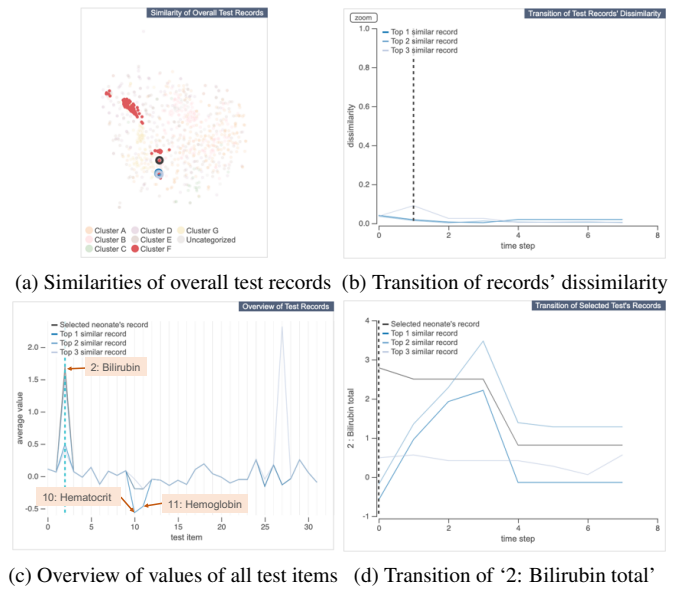 Similarity of Overall Test Records
Cluster A
Cluster D
Cluster G
Cluster B
Cluster E
Uncategorized
Cluster C
Cluster F
(a) Similarities of overall test records
zoom
Transition of Test Records' Dissimilarity
Top 1 similar record
Top 2 similar record
Top 3 similar record
dissimilarity
1.0
0.8
0.6
0.4
0.2
0.0
0
2
4
6
8
time step
(b) Transition of records' dissimilarity
Overview of Test Records
Selected neonate's record
Top 1 similar record
Top 2 similar record
Top 3 similar record
average value
2.0
1.5
1.0
0.5
0.0
-0.5
2: Bilirubin
10: Hematocrit
11: Hemoglobin
0
5
10
15
20
25
30
test item
(c) Overview of values of all test items
Transition of Selected Test's Records
Selected neonate's record
Top 1 similar record
Top 2 similar record
Top 3 similar record
2 : Bilirubin total
4
3
2
1
0
-1
0
2
4
6
8
time step
(d) Transition of ‘2: Bilirubin total’